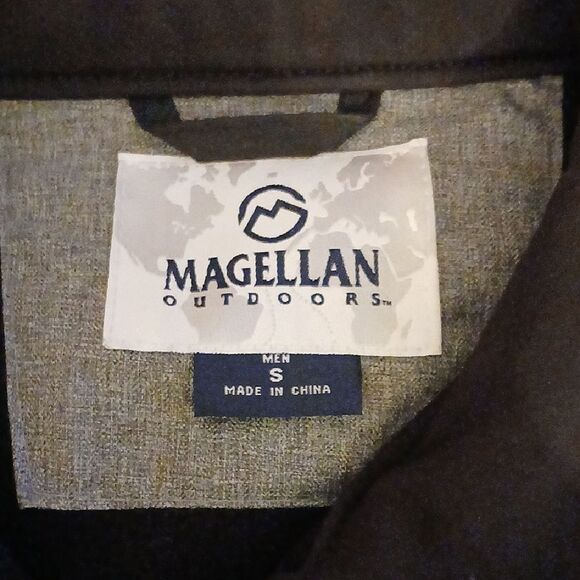 MAGELLAN
OUTDOORS™
MEN
S
MADE IN CHINA